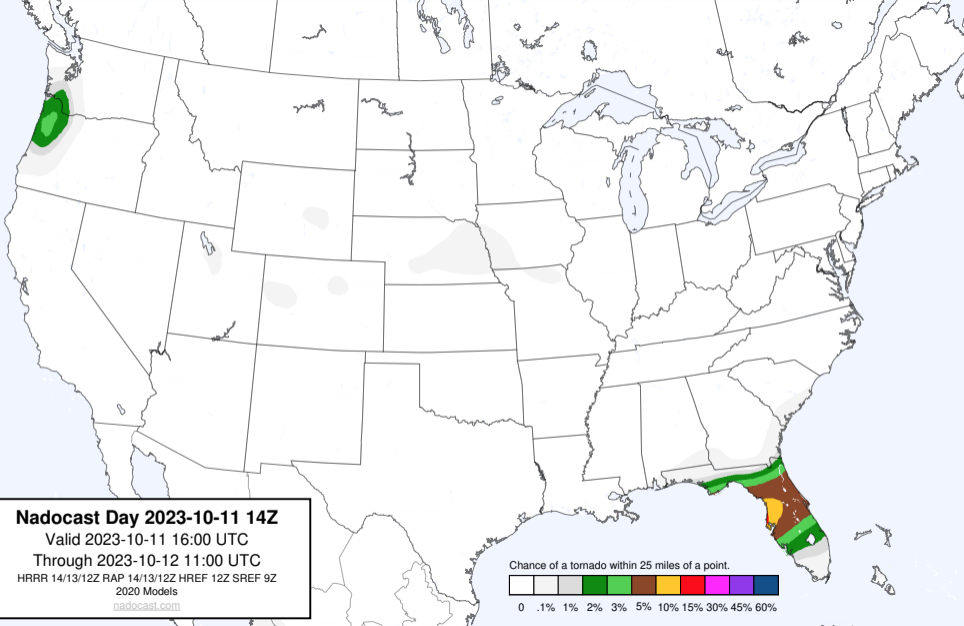 Nadocast Day 2023-10-11 14Z
Valid 2023-10-11 16:00 UTC
Through 2023-10-12 11:00 UTC
HRRR 14/13/12Z RAP 14/13/12Z HREF 12Z SREF 9Z
2020 Models
nadocast.com
Chance of a tornado within 25 miles of a point.
0 .1% 1% 2% 3% 5% 10% 15% 30% 45% 60%